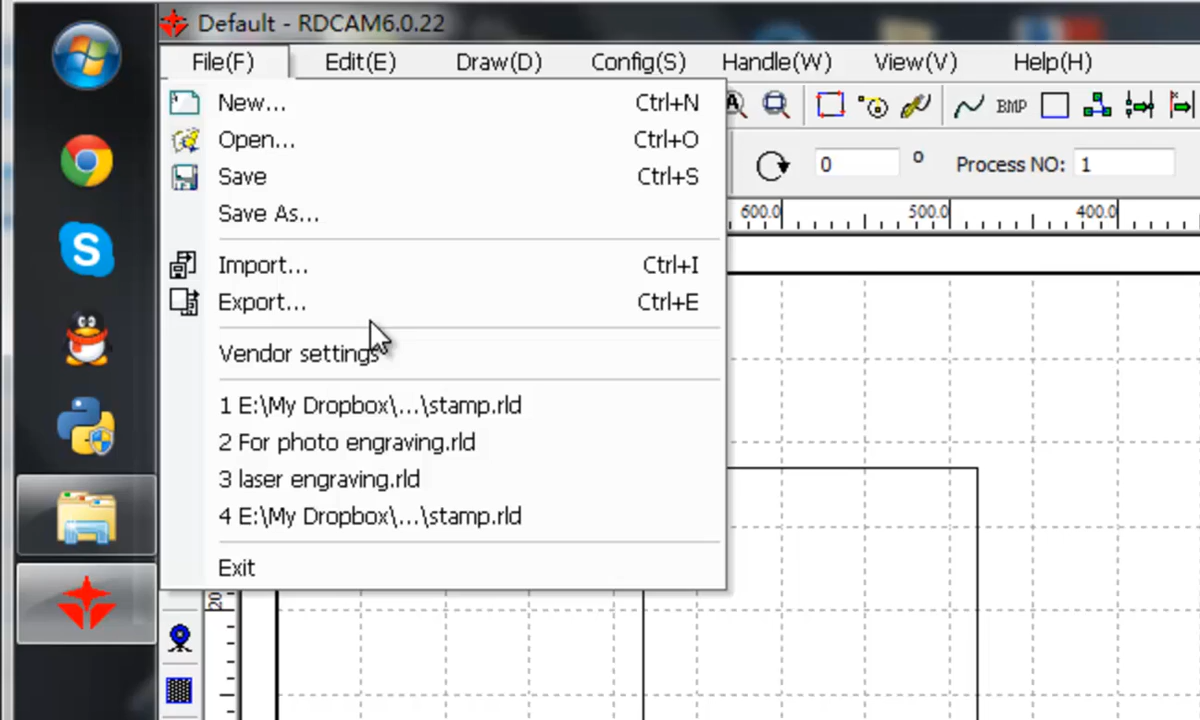 Default - RDCAM6.0.22
File(F) Edit(E) Draw(D) Config(S) Handle(W) View(V) Help(H)
New... Ctrl+N
Open... Ctrl+O
Save Ctrl+S
Save As...
Import... Ctrl+I
Export... Ctrl+E
Vendor settings
1 E:\My Dropbox\...\stamp.rld
2 For photo engraving.rld
3 laser engraving.rld
4 E:\My Dropbox\...\stamp.rld
Exit
A BMP
0 ° Process NO: 1
600.0 500.0 400.0
S